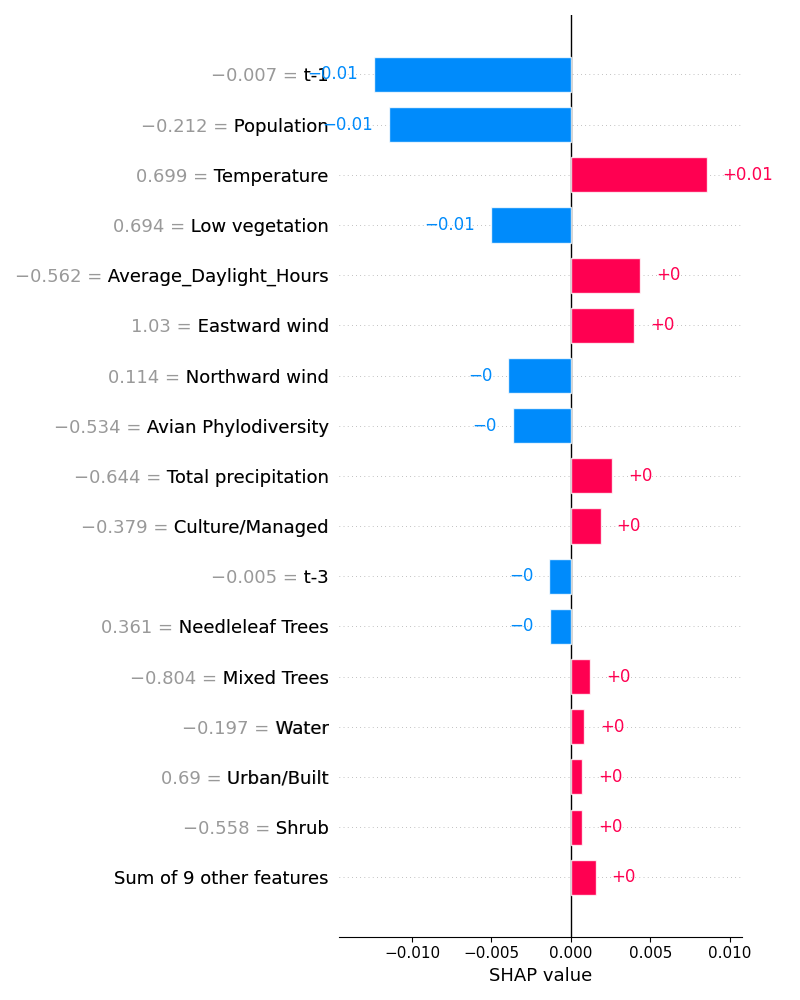 −0.007 = t-1 −0.01
−0.212 = Population −0.01
0.699 = Temperature +0.01
0.694 = Low vegetation −0.01
−0.562 = Average_Daylight_Hours +0
1.03 = Eastward wind +0
0.114 = Northward wind −0
−0.534 = Avian Phylodiversity −0
−0.644 = Total precipitation +0
−0.379 = Culture/Managed +0
−0.005 = t-3 −0
0.361 = Needleleaf Trees −0
−0.804 = Mixed Trees +0
−0.197 = Water +0
0.69 = Urban/Built +0
−0.558 = Shrub +0
Sum of 9 other features +0
−0.010 −0.005 0.000 0.005 0.010
SHAP value